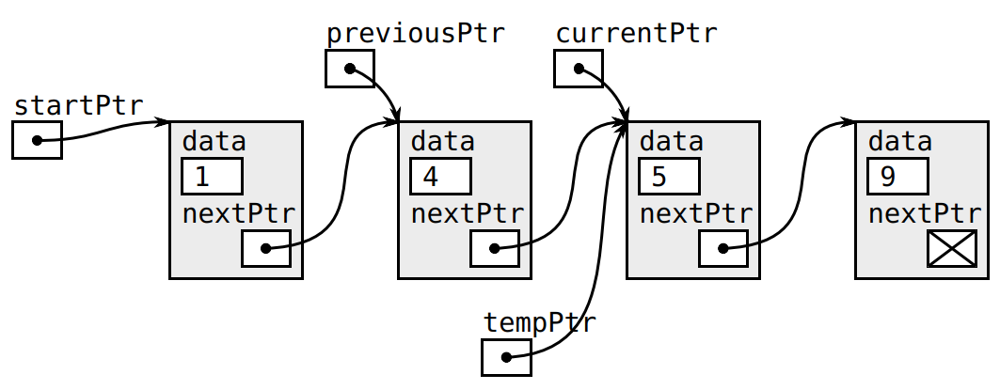 previousPtr
currentPtr
startPtr
data
1
nextPtr
data
4
nextPtr
data
5
nextPtr
data
9
nextPtr
tempPtr